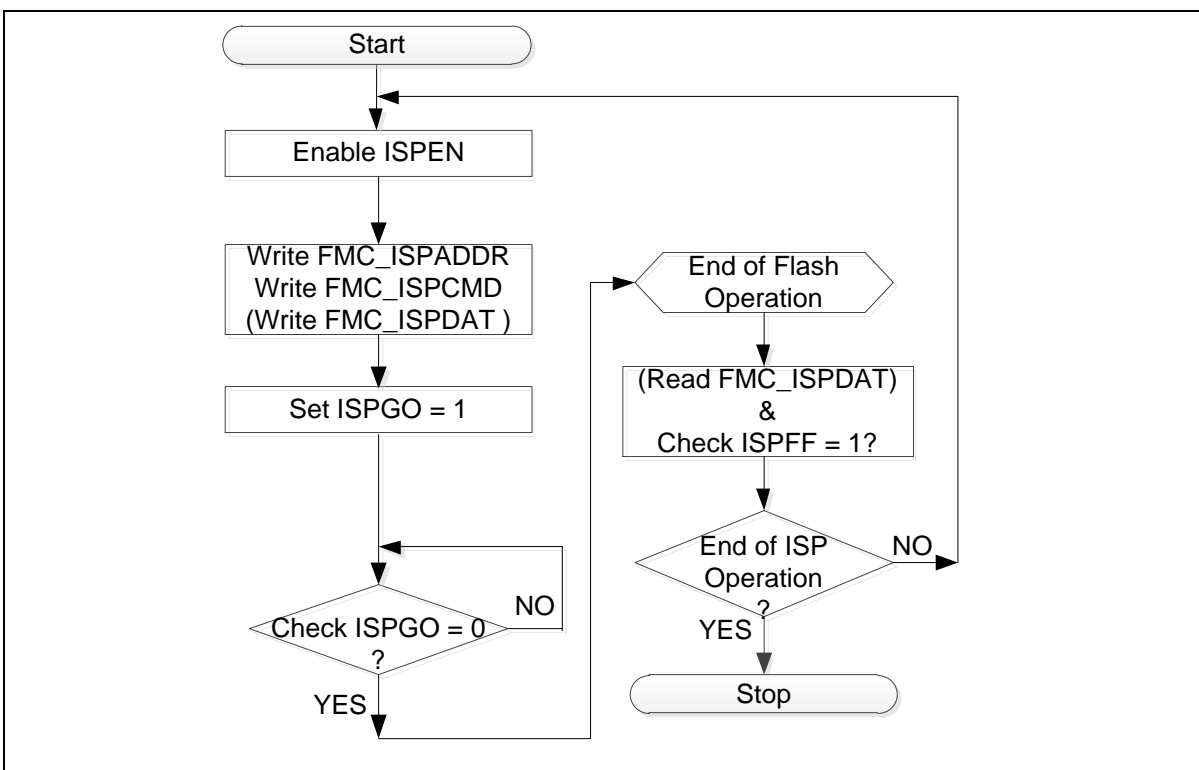 Start
Enable ISPEN
Write FMC_ISPADDR
Write FMC_ISPCMD
(Write FMC_ISPDAT )
Set ISPGO = 1
Check ISPGO = 0
?
NO
YES
End of Flash
Operation
(Read FMC_ISPDAT)
&
Check ISPFF = 1?
End of ISP
Operation
?
NO
YES
Stop